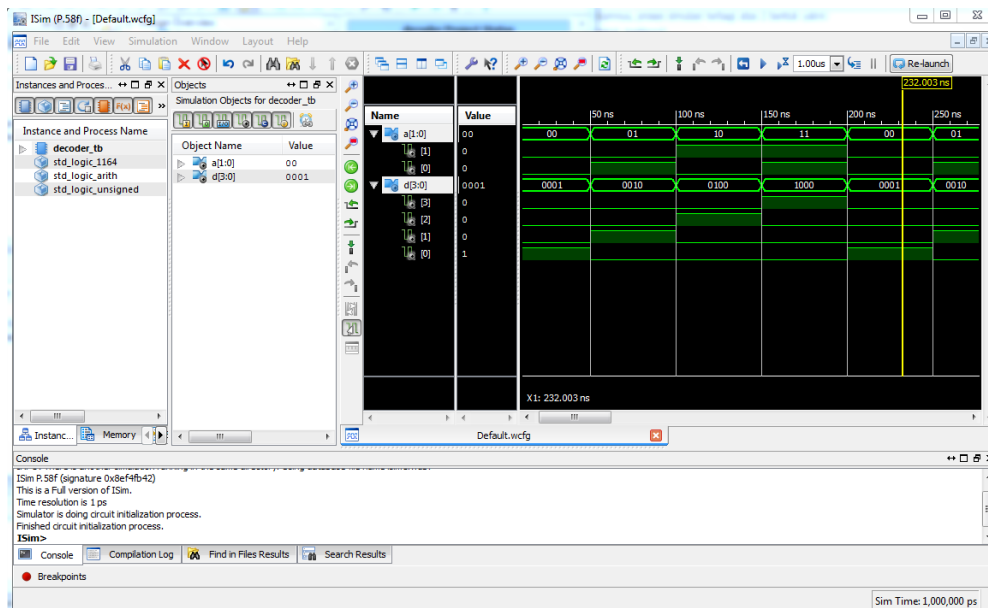 ISim (P.58f) - [Default.wcfg]
File Edit View Simulation Window Layout Help
1.00us Re-launch
Instances and Proces...
Instance and Process Name
decoder_tb
std_logic_1164
std_logic_arith
std_logic_unsigned
Objects
Simulation Objects for decoder_tb
Object Name Value
a[1:0] 00
d[3:0] 0001
Name Value
a[1:0] 00
[1] 0
[0] 0
d[3:0] 0001
[3] 0
[2] 0
[1] 0
[0] 1
232.003 ns
50 ns 100 ns 150 ns 200 ns 250 ns
00 01 10 11 00 01
0001 0010 0100 1000 0001 0010
X1: 232.003 ns
Instanc... Memory
Default.wcfg
Console
ISim P.58f (signature 0x8ef4fb42)
This is a Full version of ISim.
Time resolution is 1 ps
Simulator is doing circuit initialization process.
Finished circuit initialization process.
ISim>
Console Compilation Log Find in Files Results Search Results
Breakpoints
Sim Time: 1,000,000 ps